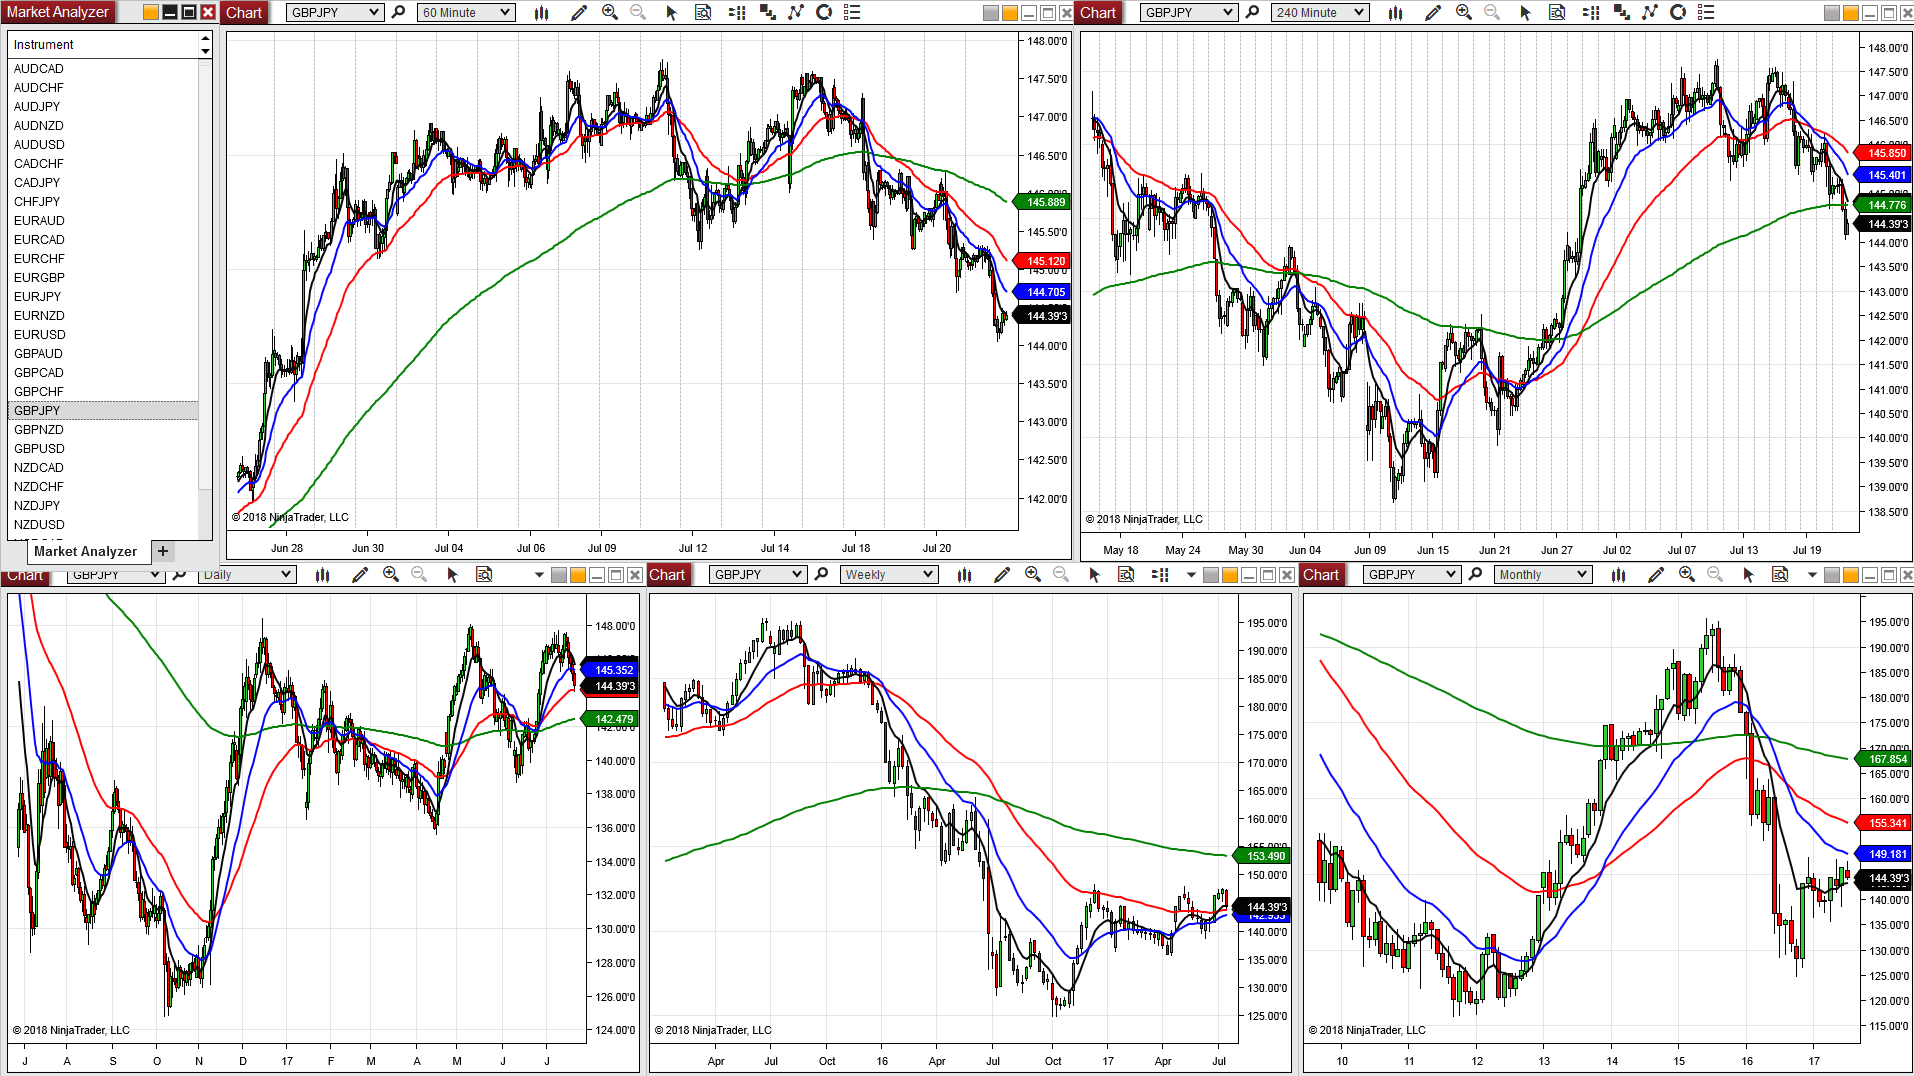 Market Analyzer
Instrument
AUDCAD
AUDCHF
AUDJPY
AUDNZD
AUDUSD
CADCHF
CADJPY
CHFJPY
EURAUD
EURCAD
EURCHF
EURGBP
EURJPY
EURNZD
EURUSD
GBPAUD
GBPCAD
GBPCHF
GBPJPY
GBPNZD
GBPUSD
NZDCAD
NZDCHF
NZDJPY
NZDUSD
Market Analyzer +
Chart GBPJPY 60 Minute
148.00'0
147.50'0
147.00'0
146.50'0
145.889
145.50'0
145.120
145.00'0
144.705
144.39'3
144.00'0
143.50'0
143.00'0
142.50'0
142.00'0
© 2018 NinjaTrader, LLC
Jun 28 Jun 30 Jul 04 Jul 06 Jul 09 Jul 12 Jul 14 Jul 18 Jul 20
Chart GBPJPY 240 Minute
148.00'0
147.50'0
147.00'0
146.50'0
145.850
145.401
144.776
144.39'3
144.00'0
143.50'0
143.00'0
142.50'0
142.00'0
141.50'0
141.00'0
140.50'0
140.00'0
139.50'0
139.00'0
138.50'0
© 2018 NinjaTrader, LLC
May 18 May 24 May 30 Jun 04 Jun 09 Jun 15 Jun 21 Jun 27 Jul 02 Jul 07 Jul 13 Jul 19
Chart GBPJPY Daily
148.00'0
145.352
144.39'3
142.479
142.00'0
140.00'0
138.00'0
136.00'0
134.00'0
132.00'0
130.00'0
128.00'0
126.00'0
124.00'0
© 2018 NinjaTrader, LLC
J A S O N D 17 F M A M J J
Chart GBPJPY Weekly
195.00'0
190.00'0
185.00'0
180.00'0
175.00'0
170.00'0
165.00'0
160.00'0
155.00'0
153.490
150.00'0
144.39'3
140.00'0
135.00'0
130.00'0
125.00'0
© 2018 NinjaTrader, LLC
Apr Jul Oct 16 Apr Jul Oct 17 Apr Jul
Chart GBPJPY Monthly
195.00'0
190.00'0
185.00'0
180.00'0
175.00'0
170.00'0
167.854
165.00'0
160.00'0
155.341
149.181
144.39'3
140.00'0
135.00'0
130.00'0
125.00'0
120.00'0
115.00'0
© 2018 NinjaTrader, LLC
10 11 12 13 14 15 16 17